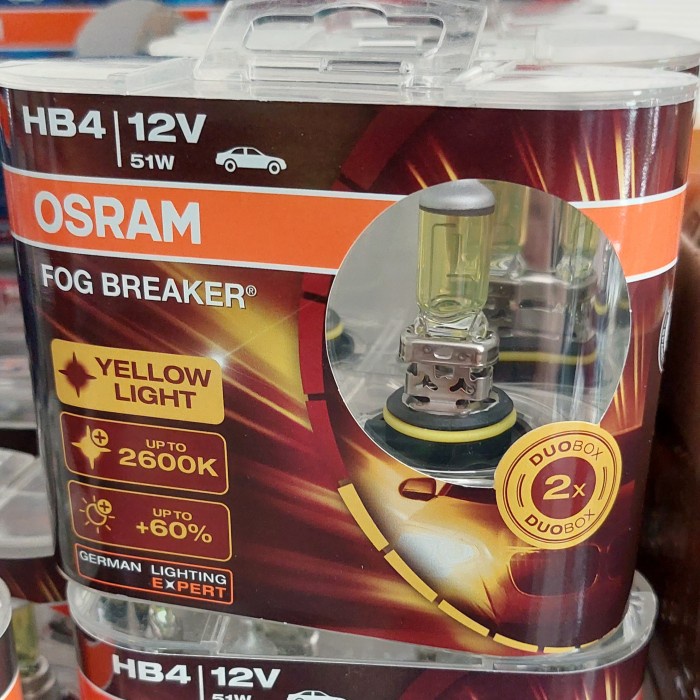 HB4 | 12V
51W
OSRAM
FOG BREAKER®
YELLOW
LIGHT
UP TO
2600K
UP TO
+60%
GERMAN LIGHTING
EXPERT
DUOBOX
2x
DUOBOX
HB4 | 12V
51W